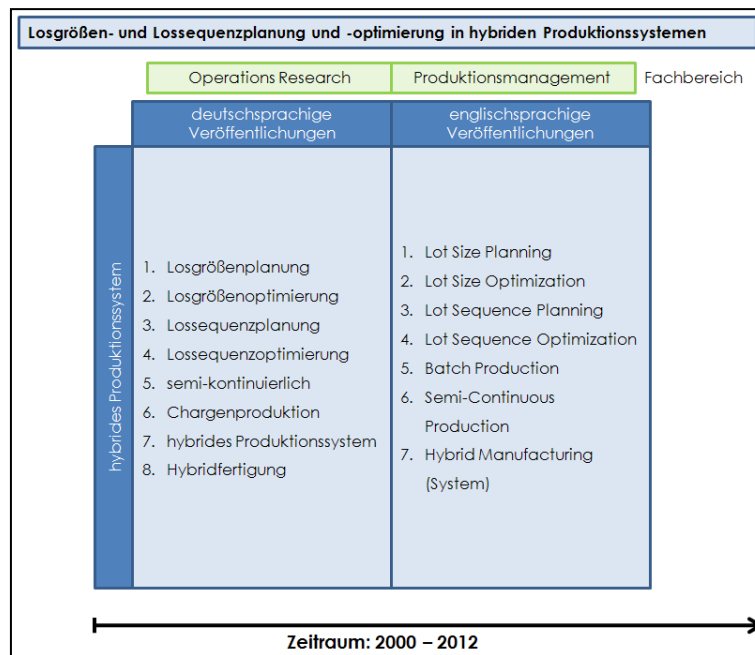 Losgrößen- und Lossequenzplanung und -optimierung in hybriden Produktionssystemen
Operations Research
Produktionsmanagement
Fachbereich
deutschsprachige
Veröffentlichungen
englischsprachige
Veröffentlichungen
hybrides Produktionssystem
1. Losgrößenplanung
2. Losgrößenoptimierung
3. Lossequenzplanung
4. Lossequenzoptimierung
5. semi-kontinuierlich
6. Chargenproduktion
7. hybrides Produktionssystem
8. Hybridfertigung
1. Lot Size Planning
2. Lot Size Optimization
3. Lot Sequence Planning
4. Lot Sequence Optimization
5. Batch Production
6. Semi-Continuous
Production
7. Hybrid Manufacturing
(System)
Zeitraum: 2000 – 2012